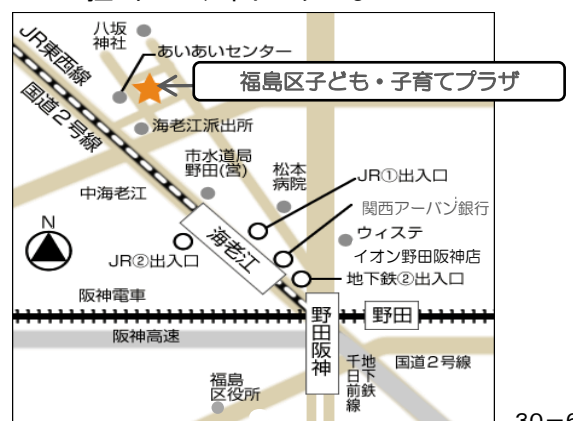 八坂
神社
あいあいセンター
JR東西線
国道2号線
福島区子ども・子育てプラザ
海老江派出所
市水道局
野田(営)
松本
病院
中海老江
JR①出入口
関西アーバン銀行
N
海老江
ウィステ
イオン野田阪神店
JR②出入口
地下鉄②出入口
阪神電車
野田阪神
野田
阪神高速
千日前線
地下鉄
国道2号線
福島
区役所